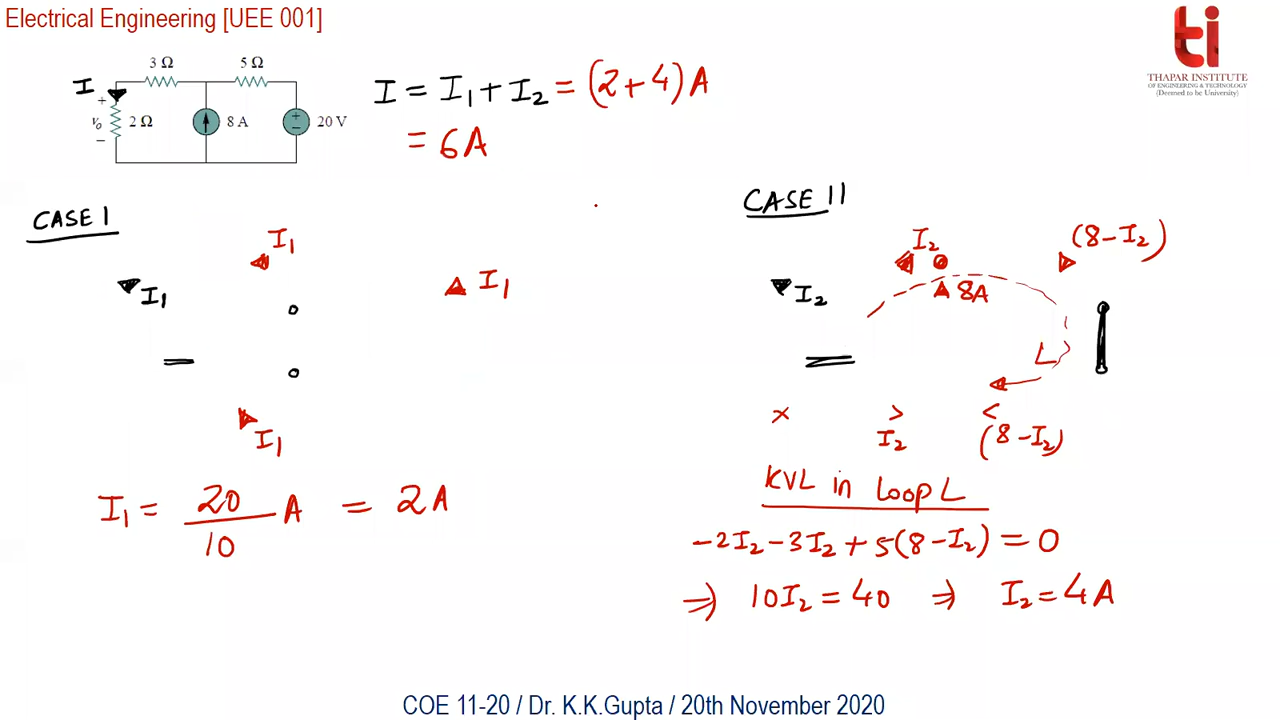 Electrical Engineering [UEE 001]
ti
THAPAR INSTITUTE
OF ENGINEERING & TECHNOLOGY
(Deemed to be University)
I
3 Ω
5 Ω
+
v₀
−
2 Ω
8 A
+
−
20 V
I = I₁ + I₂ = (2+4)A
= 6A
CASE I
I₁
I₁
I₁
=
I₁
I₁ = 20/10 A = 2A
CASE II
I₂
(8−I₂)
I₂
8A
=
L
× > <
I₂ (8−I₂)
KVL in Loop L
−2I₂−3I₂+5(8−I₂) = 0
⇒ 10I₂ = 40 ⇒ I₂ = 4A
COE 11-20 / Dr. K.K.Gupta / 20th November 2020